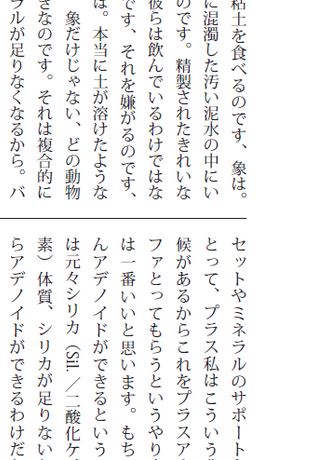 粘土を食べるのです、象は。
に混濁した汚い泥水の中にい
のです。精製されたきれいな
彼らは飲んでいるわけではな
です、それを嫌がるのです、
は。本当に土が溶けたような
象だけじゃない、どの動物
きなのです。それは複合的に
ラルが足りなくなるから。バ
セットやミネラルのサポート
とって、プラス私はこういう
候があるからこれをプラスア
ファとってもらうというやり
は一番いいと思います。もち
んアデノイドができるという
は元々シリカ（Sil.／二酸化ケ
素）体質、シリカが足りない
らアデノイドができるわけだ